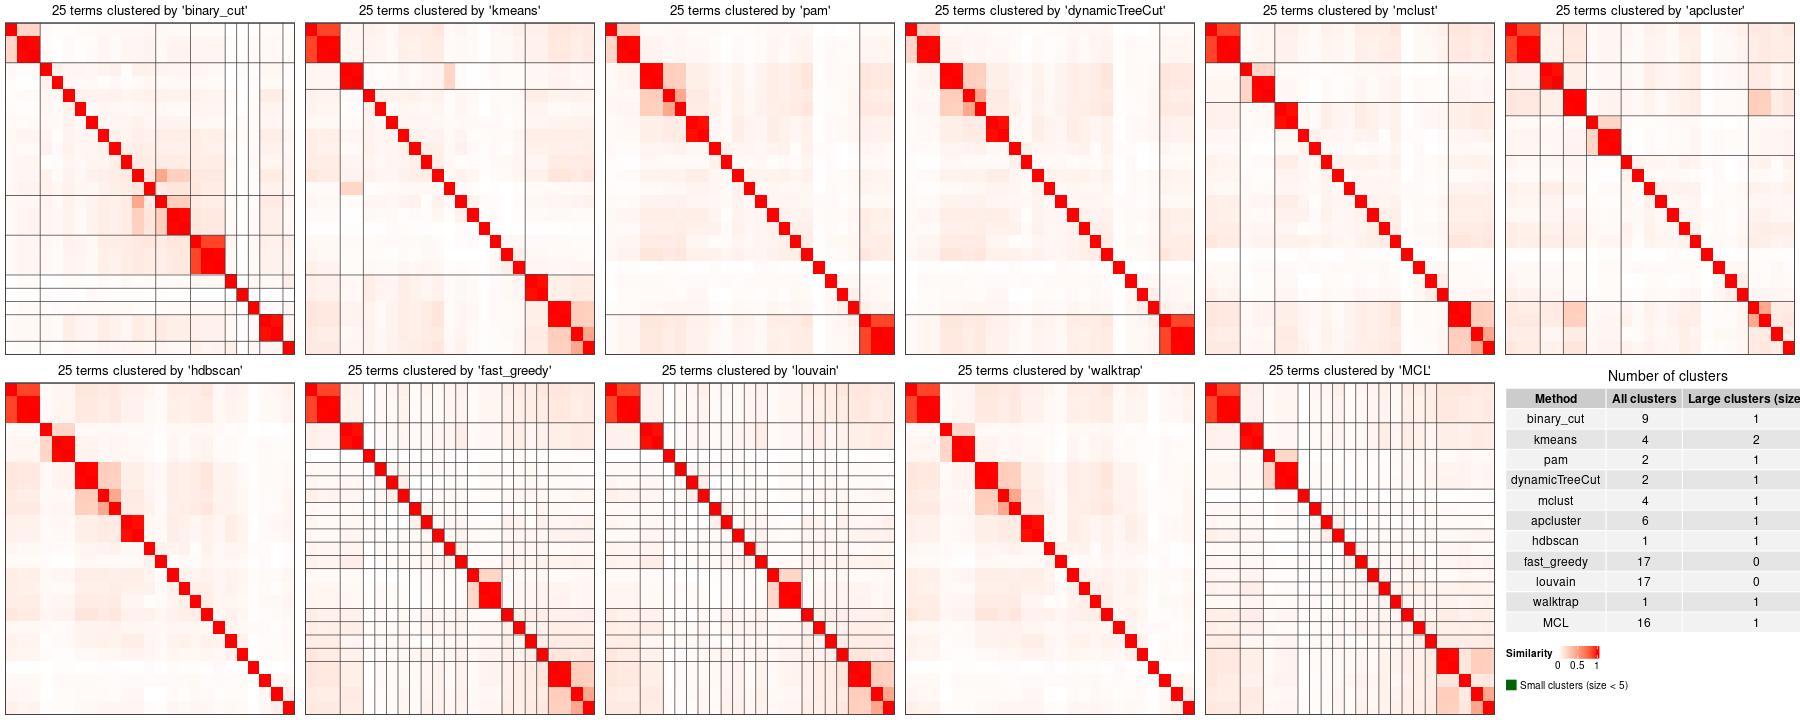 25 terms clustered by 'binary_cut'
25 terms clustered by 'kmeans'
25 terms clustered by 'pam'
25 terms clustered by 'dynamicTreeCut'
25 terms clustered by 'mclust'
25 terms clustered by 'apcluster'
25 terms clustered by 'hdbscan'
25 terms clustered by 'fast_greedy'
25 terms clustered by 'louvain'
25 terms clustered by 'walktrap'
25 terms clustered by 'MCL'
Number of clusters
Method All clusters Large clusters (size
binary_cut 9 1
kmeans 4 2
pam 2 1
dynamicTreeCut 2 1
mclust 4 1
apcluster 6 1
hdbscan 1 1
fast_greedy 17 0
louvain 17 0
walktrap 1 1
MCL 16 1
Similarity
0 0.5 1
Small clusters (size < 5)